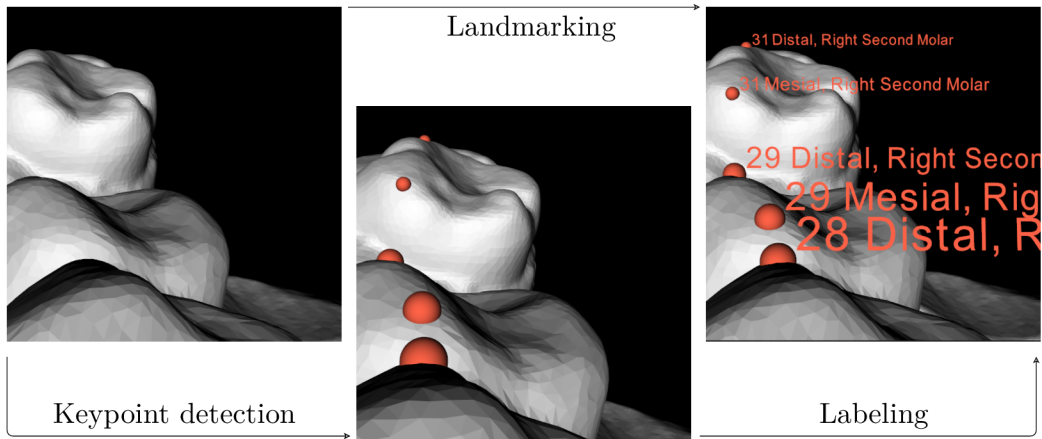 Landmarking
31 Distal, Right Second Molar
31 Mesial, Right Second Molar
29 Distal, Right Secon
29 Mesial, Rig
28 Distal, R
Keypoint detection
Labeling